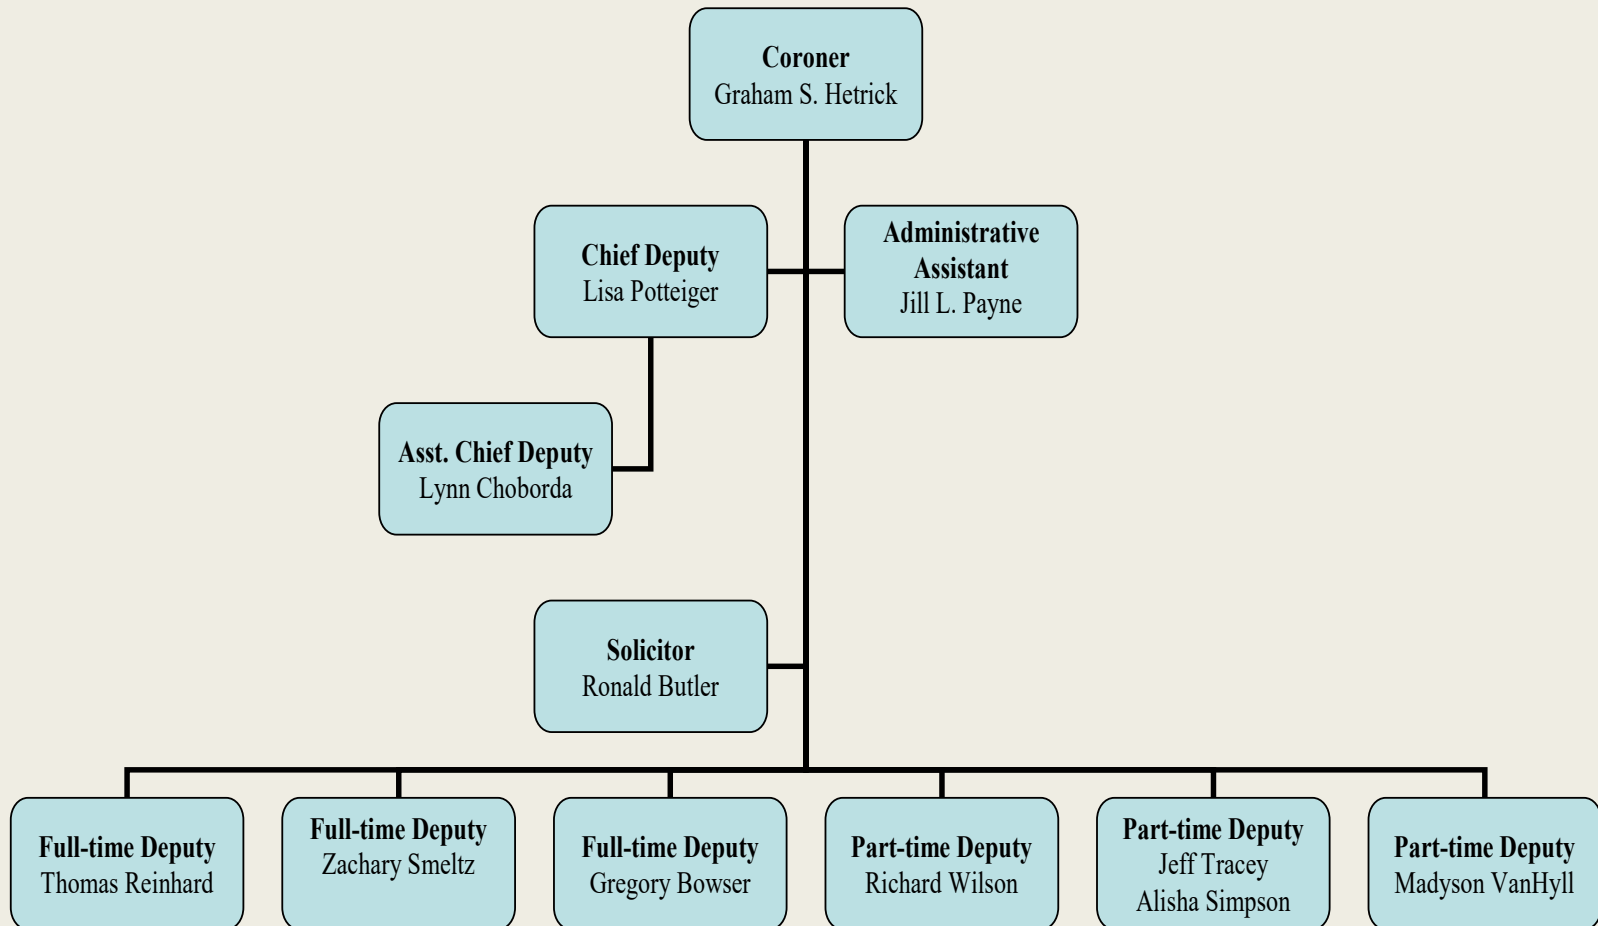 Coroner
Graham S. Hetrick
Chief Deputy
Lisa Potteiger
Administrative
Assistant
Jill L. Payne
Asst. Chief Deputy
Lynn Choborda
Solicitor
Ronald Butler
Full-time Deputy
Thomas Reinhard
Full-time Deputy
Zachary Smeltz
Full-time Deputy
Gregory Bowser
Part-time Deputy
Richard Wilson
Part-time Deputy
Jeff Tracey
Alisha Simpson
Part-time Deputy
Madyson VanHyll